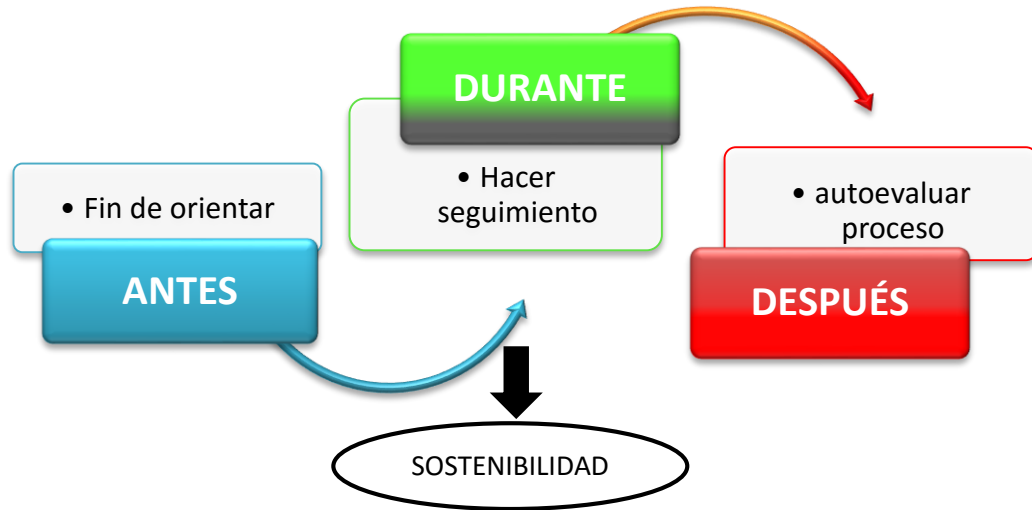 • Fin de orientar
ANTES
DURANTE
• Hacer
seguimiento
• autoevaluar
proceso
DESPUÉS
SOSTENIBILIDAD